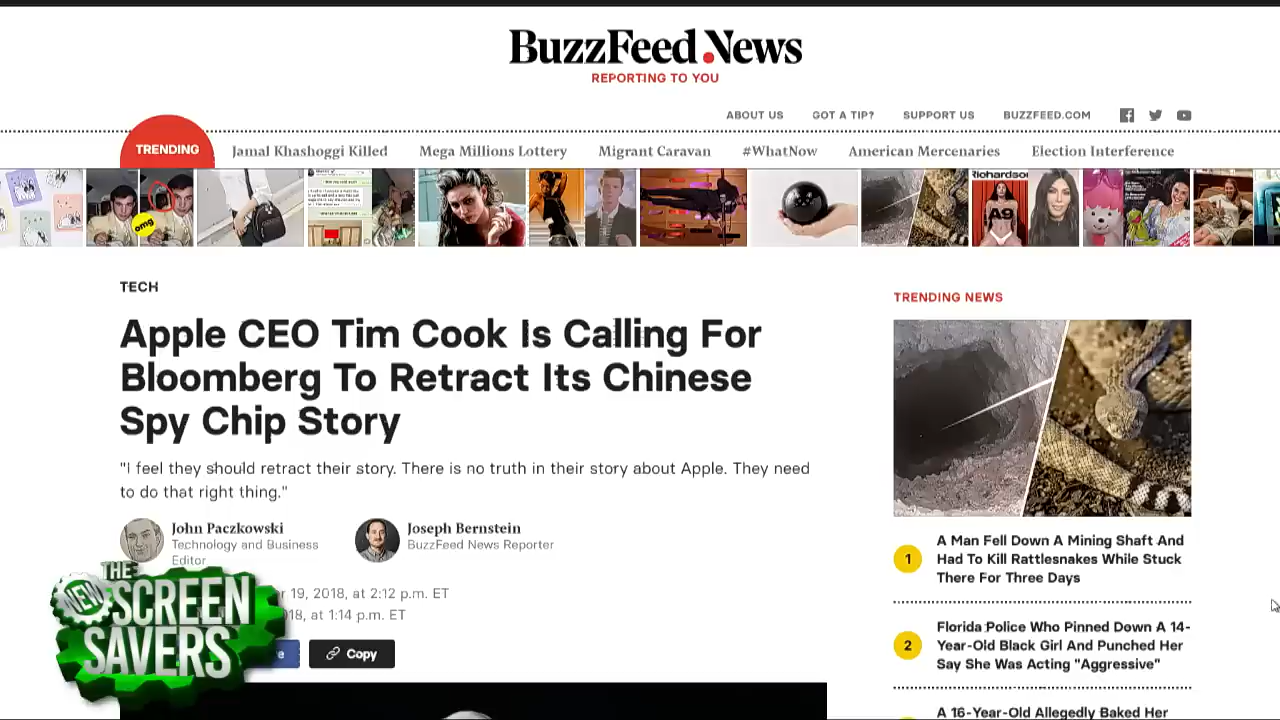 BuzzFeed News
REPORTING TO YOU
ABOUT US GOT A TIP? SUPPORT US BUZZFEED.COM
TRENDING Jamal Khashoggi Killed Mega Millions Lottery Migrant Caravan #WhatNow American Mercenaries Election Interference
omg
Richardson
A9
TECH
Apple CEO Tim Cook Is Calling For
Bloomberg To Retract Its Chinese
Spy Chip Story
"I feel they should retract their story. There is no truth in their story about Apple. They need
to do that right thing."
John Paczkowski
Technology and Business
Editor
Joseph Bernstein
BuzzFeed News Reporter
r 19, 2018, at 2:12 p.m. ET
18, at 1:14 p.m. ET
e
Copy
THE
NEW
SCREEN
SAVERS
TRENDING NEWS
1
A Man Fell Down A Mining Shaft And
Had To Kill Rattlesnakes While Stuck
There For Three Days
2
Florida Police Who Pinned Down A 14-
Year-Old Black Girl And Punched Her
Say She Was Acting "Aggressive"
A 16-Year-Old Allegedly Baked Her